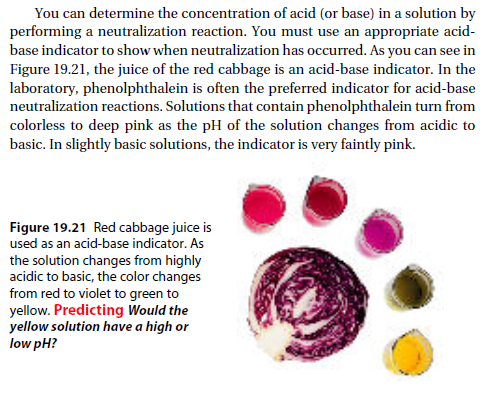 You can determine the concentration of acid (or base) in a solution by
performing a neutralization reaction. You must use an appropriate acid-
base indicator to show when neutralization has occurred. As you can see in
Figure 19.21, the juice of the red cabbage is an acid-base indicator. In the
laboratory, phenolphthalein is often the preferred indicator for acid-base
neutralization reactions. Solutions that contain phenolphthalein turn from
colorless to deep pink as the pH of the solution changes from acidic to
basic. In slightly basic solutions, the indicator is very faintly pink.
Figure 19.21 Red cabbage juice is
used as an acid-base indicator. As
the solution changes from highly
acidic to basic, the color changes
from red to violet to green to
yellow. Predicting Would the
yellow solution have a high or
low pH?